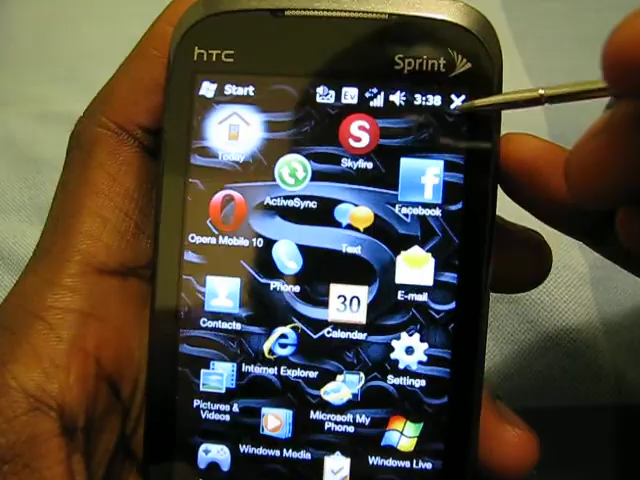 hTC
Sprint
Start
Ev
3:38
Today
S
Skyfire
ActiveSync
f
Facebook
Opera Mobile 10
Text
Phone
E-mail
Contacts
30
Calendar
Internet Explorer
Settings
Pictures &
Videos
Microsoft My
Phone
Windows Media
Windows Live